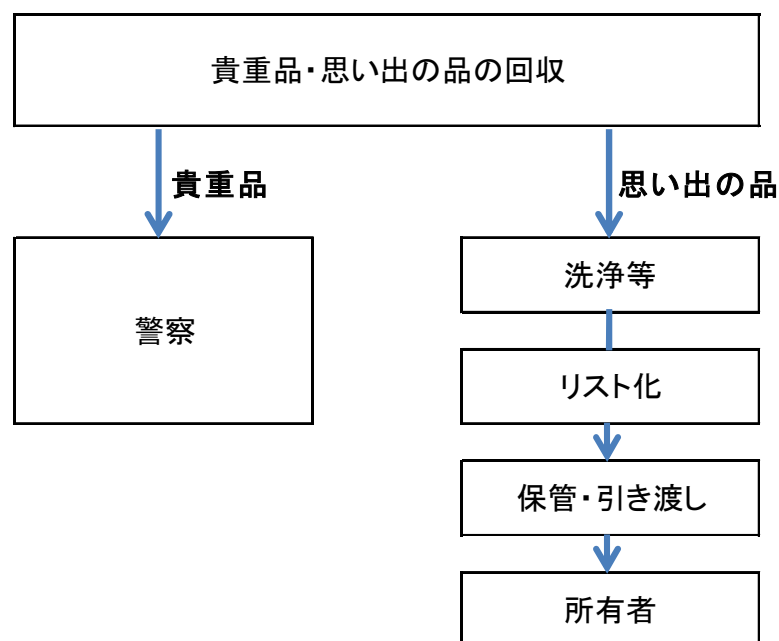 貴重品・思い出の品の回収
貴重品
思い出の品
警察
洗浄等
リスト化
保管・引き渡し
所有者